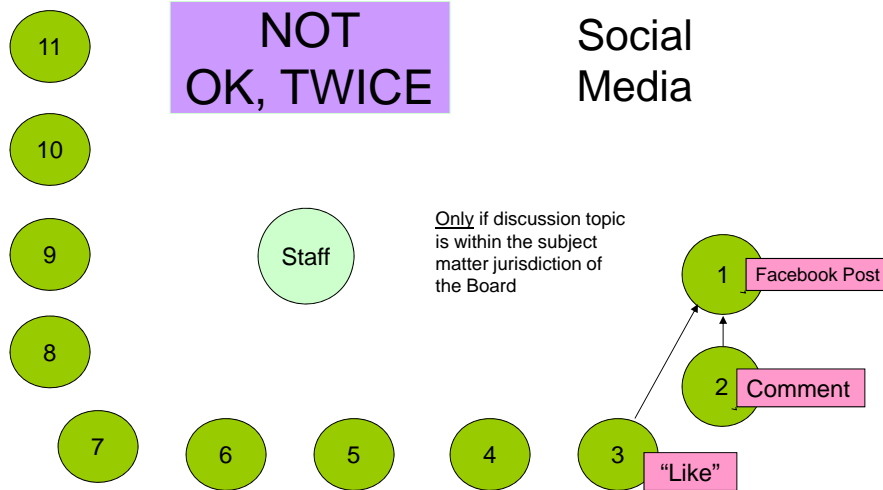 11
NOT
OK, TWICE
Social
Media
10
9
Staff
Only if discussion topic
is within the subject
matter jurisdiction of
the Board
1
Facebook Post
8
2
Comment
7
6
5
4
3
“Like”